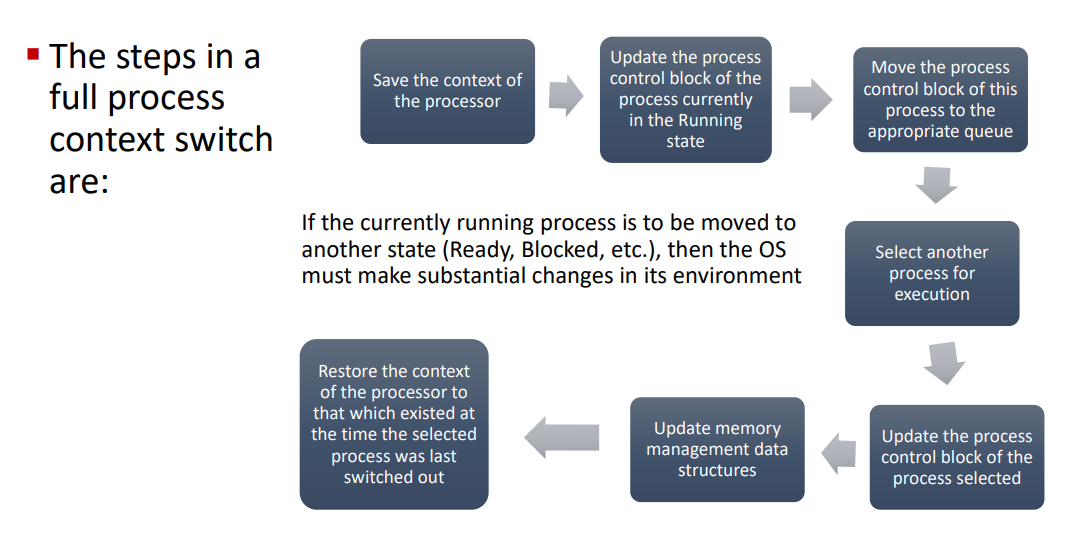 ▪ The steps in a
full process
context switch
are:
Save the context of
the processor
Update the process
control block of the
process currently
in the Running
state
Move the process
control block of this
process to the
appropriate queue
If the currently running process is to be moved to
another state (Ready, Blocked, etc.), then the OS
must make substantial changes in its environment
Select another
process for
execution
Update the process
control block of the
process selected
Update memory
management data
structures
Restore the context
of the processor to
that which existed at
the time the selected
process was last
switched out